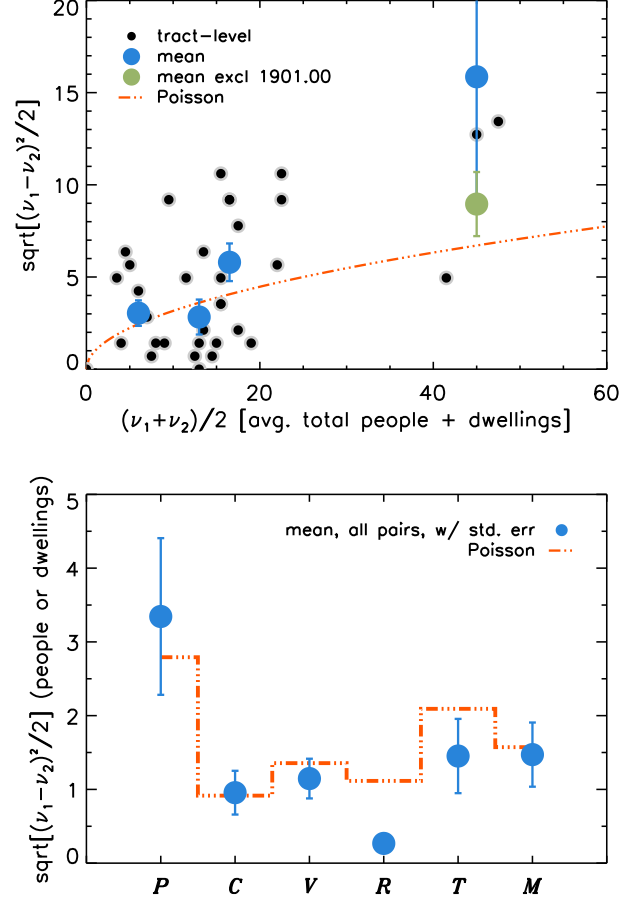 20
15
10
5
0
sqrt[(ν₁−ν₂)²/2]
tract−level
mean
mean excl 1901.00
Poisson
0 20 40 60
(ν₁+ν₂)/2 [avg. total people + dwellings]
5
4
3
2
1
0
sqrt[(ν₁−ν₂)²/2] (people or dwellings)
mean, all pairs, w/ std. err
Poisson
P C V R T M